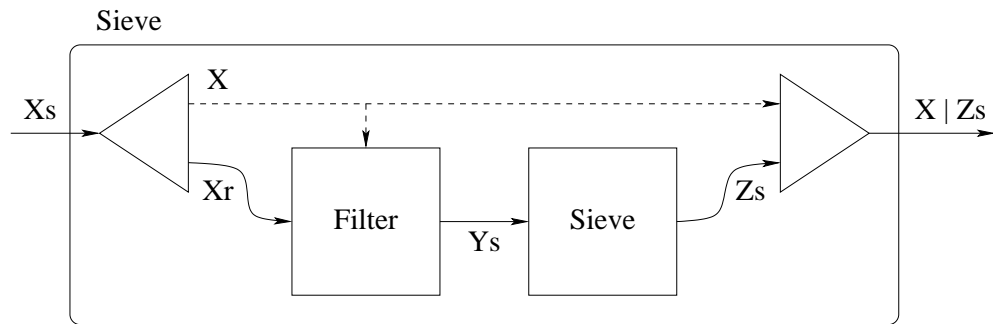 Sieve
X
Xs
X | Zs
Xr
Zs
Filter
Sieve
Ys